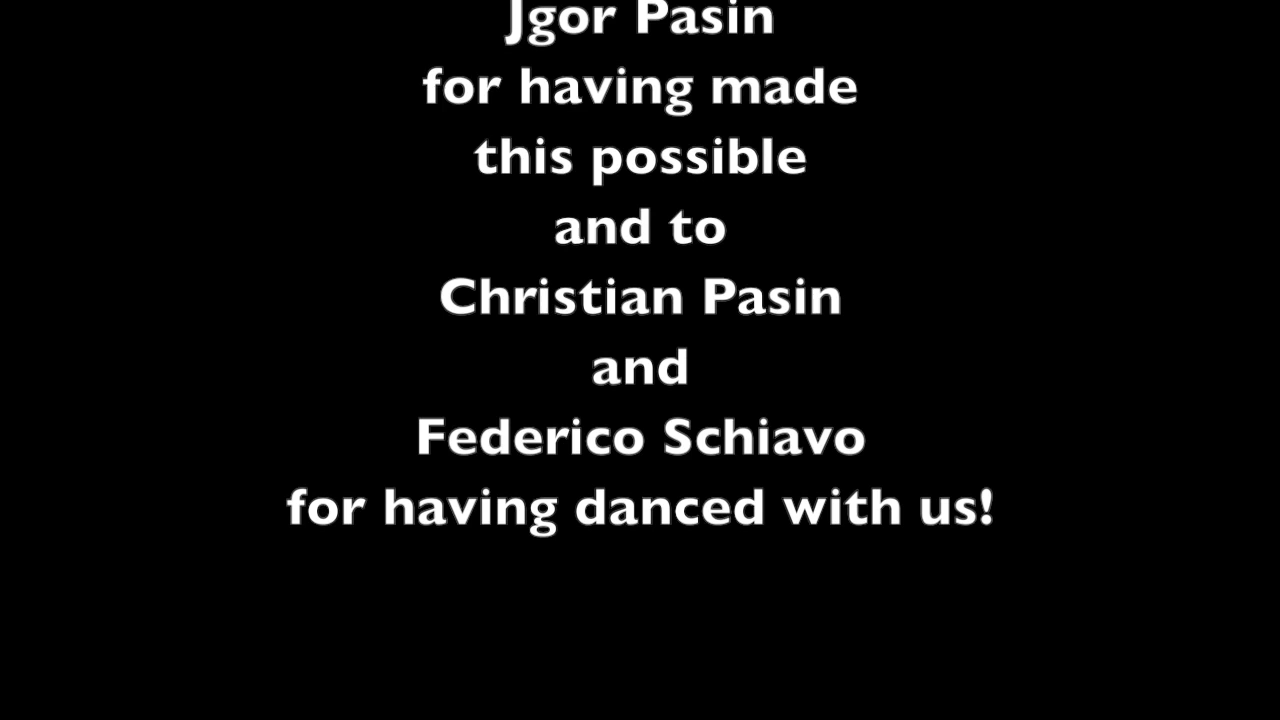 Jgor Pasin
for having made
this possible
and to
Christian Pasin
and
Federico Schiavo
for having danced with us!